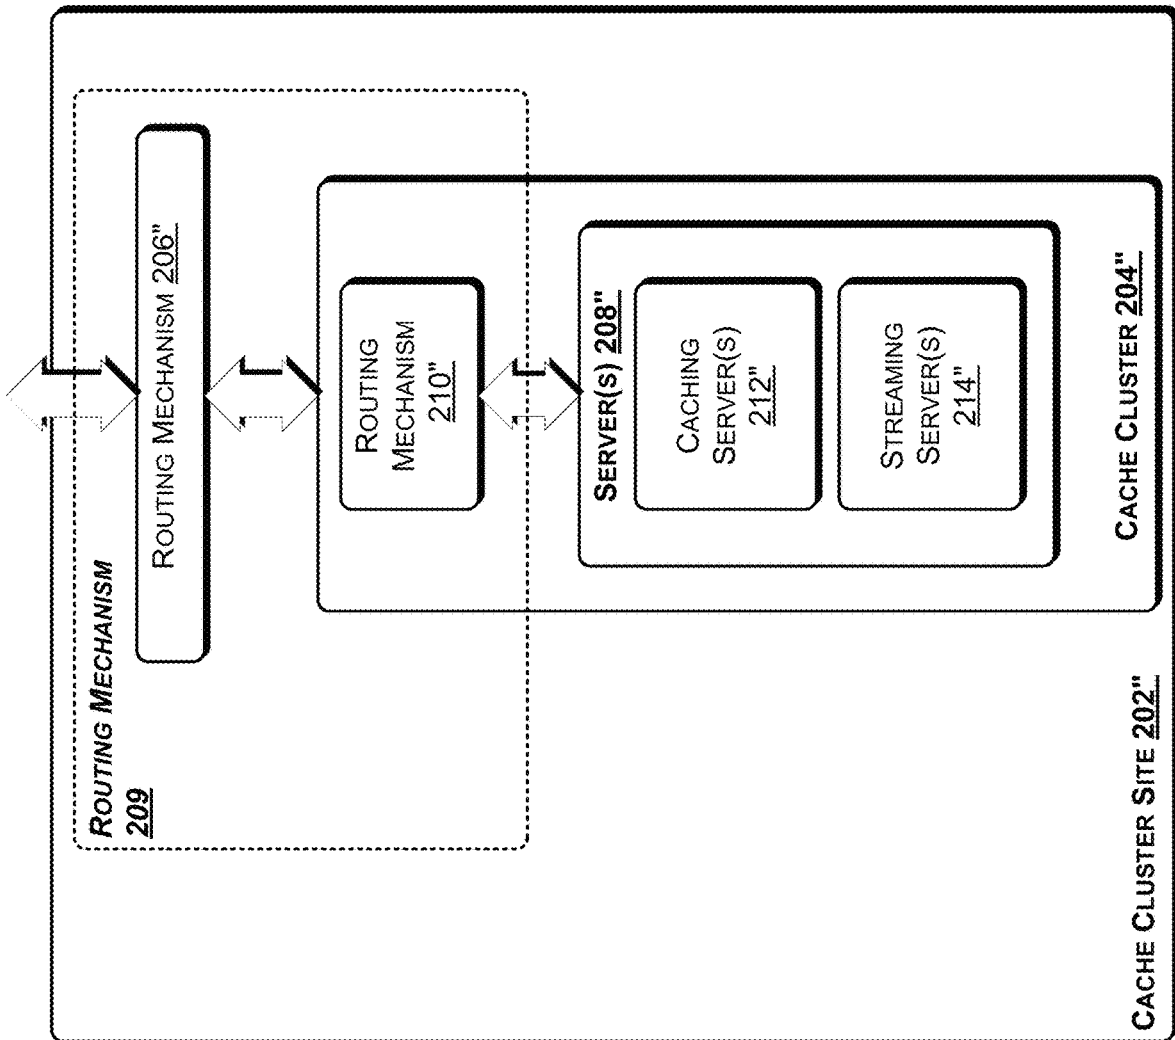 ROUTING MECHANISM
209
ROUTING MECHANISM 206"
ROUTING
MECHANISM
210"
SERVER(S) 208"
CACHING
SERVER(S)
212"
STREAMING
SERVER(S)
214"
CACHE CLUSTER 204"
CACHE CLUSTER SITE 202"